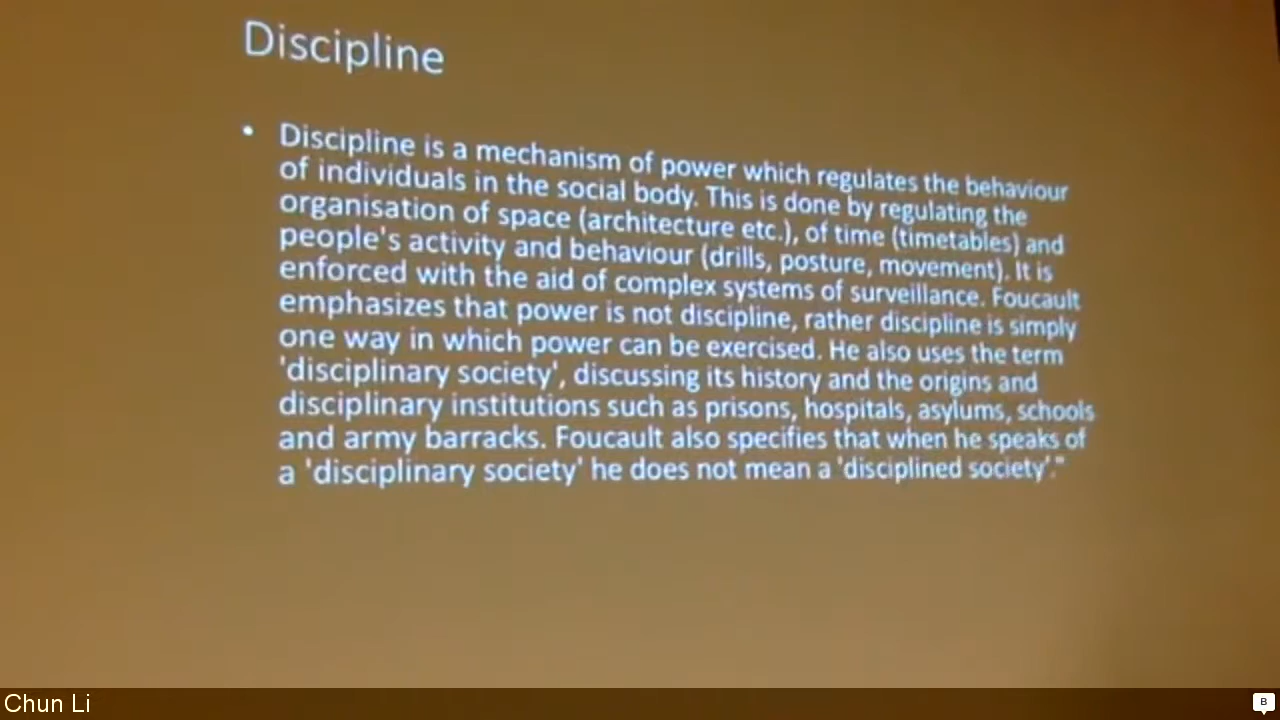 Discipline
• Discipline is a mechanism of power which regulates the behaviour
of individuals in the social body. This is done by regulating the
organisation of space (architecture etc.), of time (timetables) and
people's activity and behaviour (drills, posture, movement). It is
enforced with the aid of complex systems of surveillance. Foucault
emphasizes that power is not discipline, rather discipline is simply
one way in which power can be exercised. He also uses the term
'disciplinary society', discussing its history and the origins and
disciplinary institutions such as prisons, hospitals, asylums, schools
and army barracks. Foucault also specifies that when he speaks of
a 'disciplinary society' he does not mean a 'disciplined society'."
Chun Li
B